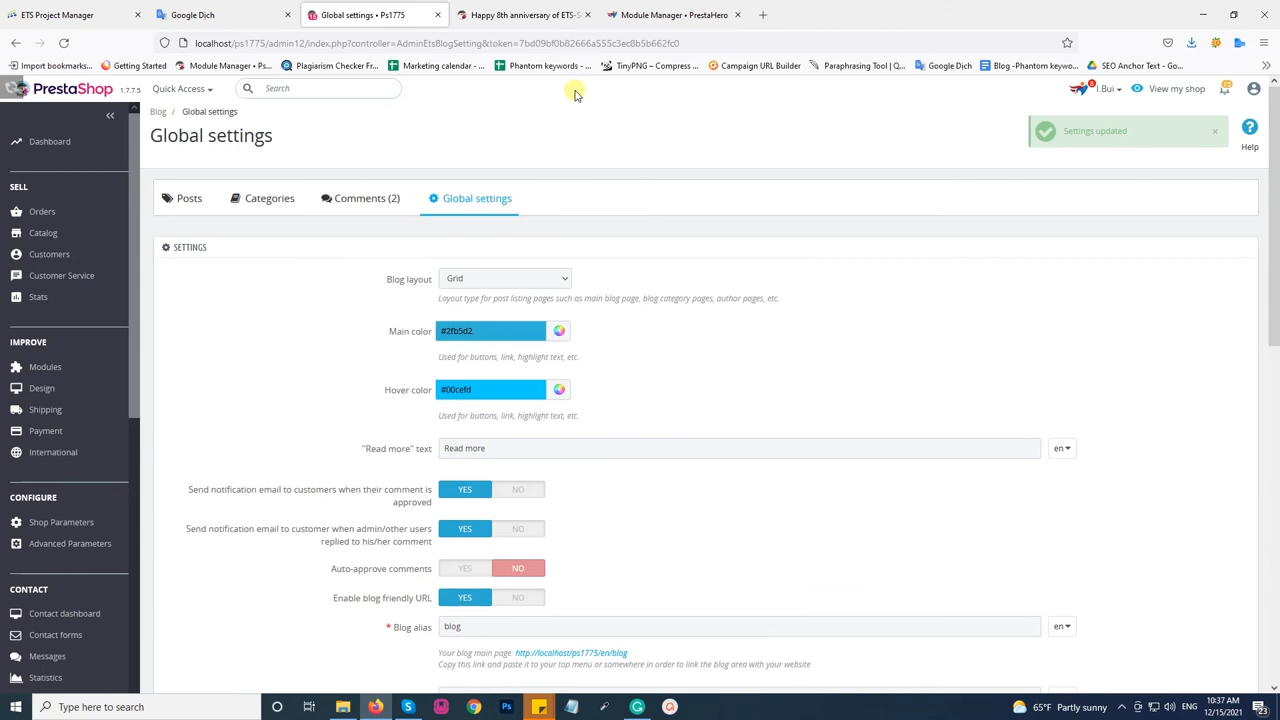 ETS Project Manager
Google Dịch
Global settings • Ps1775
Happy 8th anniversary of ETS-S
Module Manager • PrestaHero
localhost/ps1775/admin12/index.php?controller=AdminEtsBlogSetting&token=7bd09bf0b82666a555c3ec8b5b662fc0
Import bookmarks...
Getting Started
Module Manager • Ps...
Plagiarism Checker Fr...
Marketing calendar - ...
Phantom keywords - ...
TinyPNG – Compress ...
Campaign URL Builder
Paraphrasing Tool | Q...
Google Dịch
Blog -Phantom keywo...
SEO Anchor Text - Go...
PrestaShop 1.7.7.5
Quick Access
Search
I.Bui
View my shop
Blog / Global settings
Global settings
Settings updated
Help
Dashboard
SELL
Orders
Catalog
Customers
Customer Service
Stats
IMPROVE
Modules
Design
Shipping
Payment
International
CONFIGURE
Shop Parameters
Advanced Parameters
CONTACT
Contact dashboard
Contact forms
Messages
Statistics
Posts
Categories
Comments (2)
Global settings
SETTINGS
Blog layout
Grid
Layout type for post listing pages such as main blog page, blog category pages, author pages, etc.
Main color
#2fb5d2
Used for buttons, link, highlight text, etc.
Hover color
#00cefd
Used for buttons, link, highlight text, etc.
"Read more" text
Read more
en
Send notification email to customers when their comment is
approved
YES NO
Send notification email to customer when admin/other users
replied to his/her comment
YES NO
Auto-approve comments
YES NO
Enable blog friendly URL
YES NO
* Blog alias
blog
en
Your blog main page: http://localhost/ps1775/en/blog
Copy this link and paste it to your top menu or somewhere in order to link the blog area with your website
Type here to search
65°F Partly sunny
ENG
10:37 AM
12/15/2021